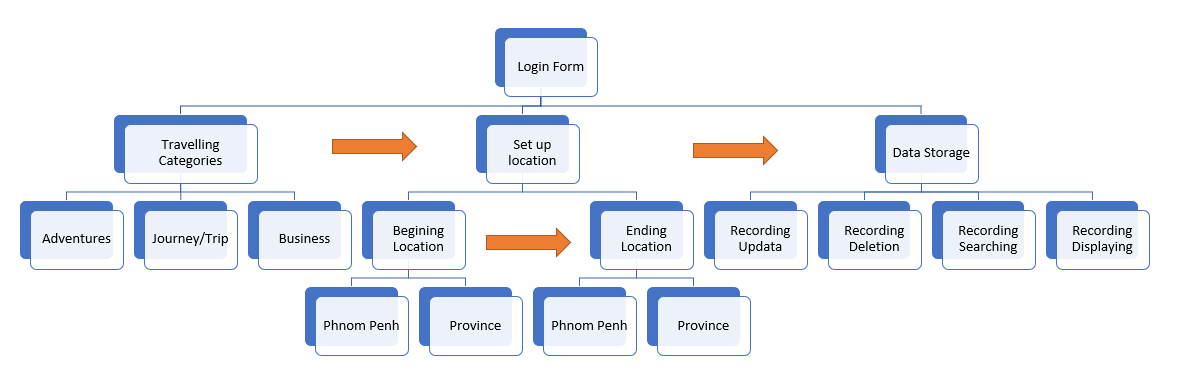 Login Form
Travelling
Categories
Set up
location
Data Storage
Adventures
Journey/Trip
Business
Begining
Location
Ending
Location
Recording
Updata
Recording
Deletion
Recording
Searching
Recording
Displaying
Phnom Penh
Province
Phnom Penh
Province